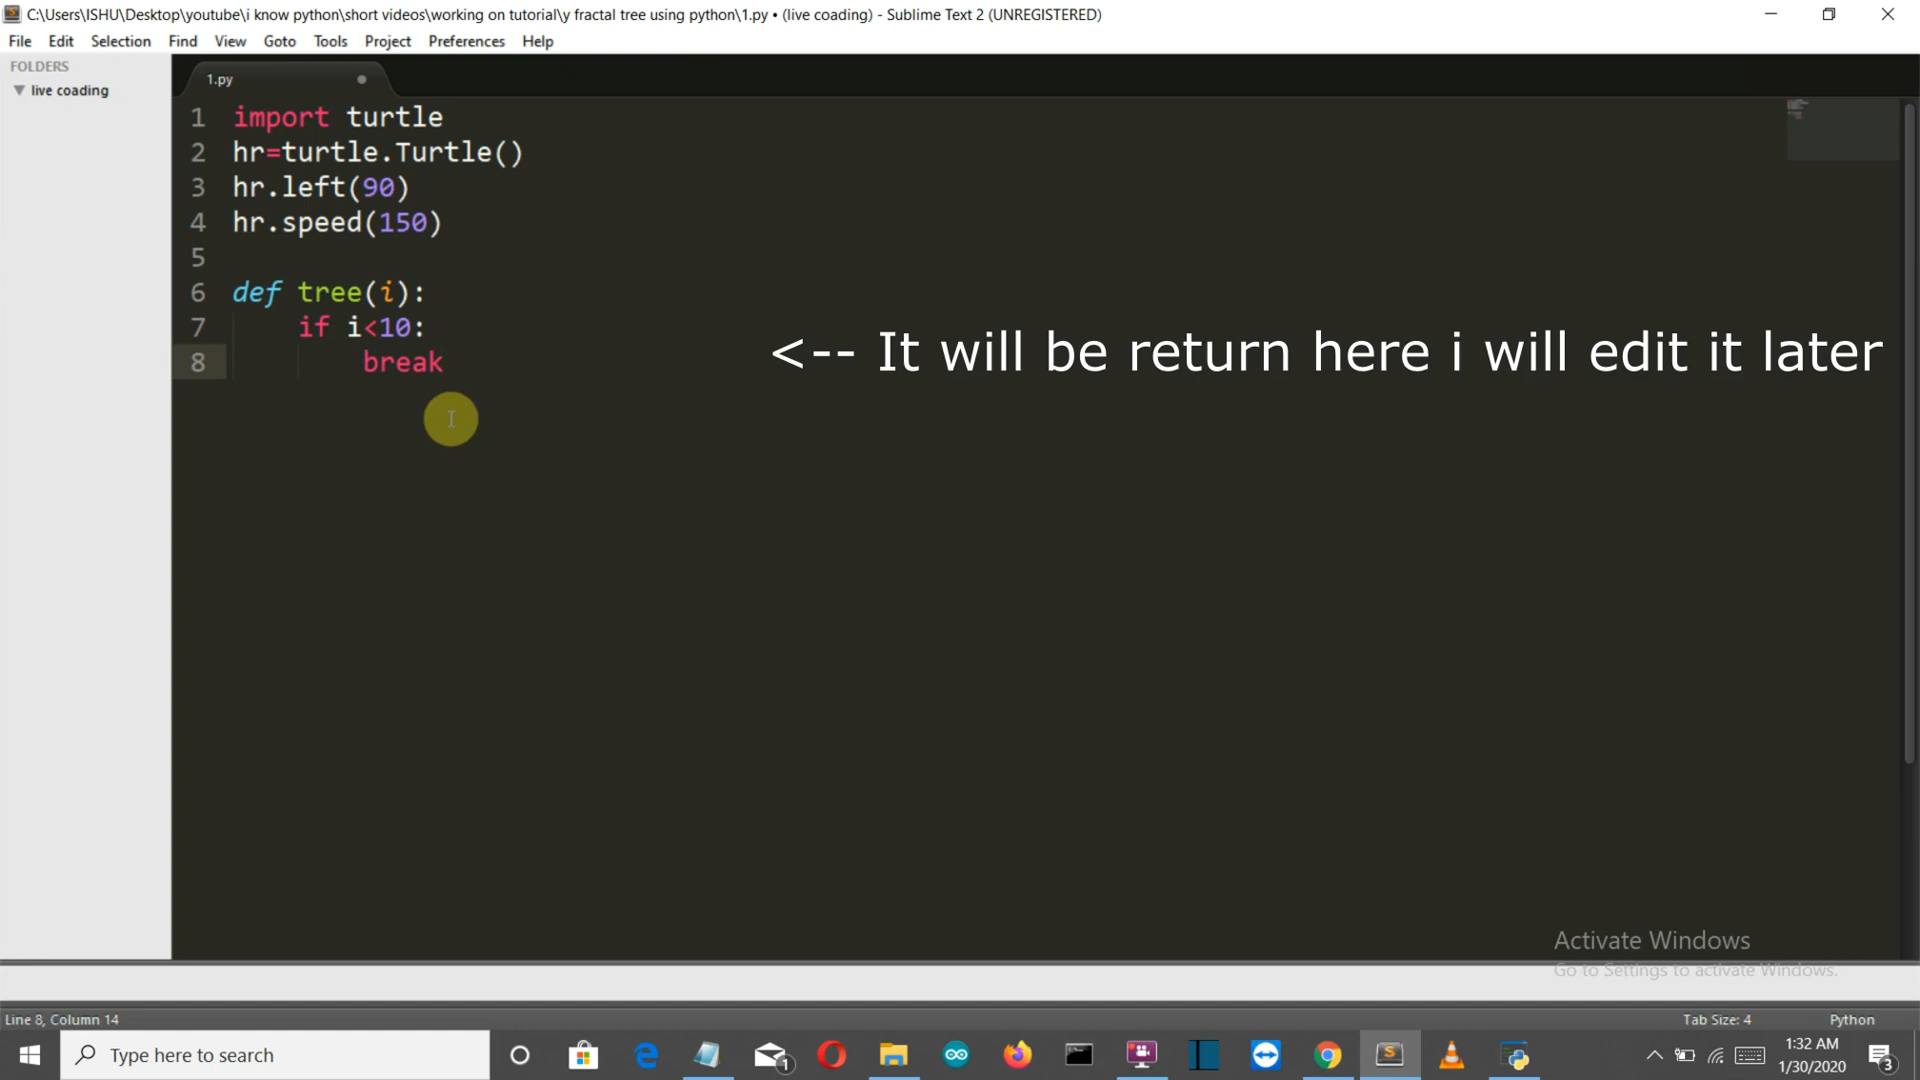 C:\Users\ISHU\Desktop\youtube\i know python\short videos\working on tutorial\y fractal tree using python\1.py • (live coading) - Sublime Text 2 (UNREGISTERED)
File Edit Selection Find View Goto Tools Project Preferences Help
FOLDERS
live coading
1.py
1 import turtle
2 hr=turtle.Turtle()
3 hr.left(90)
4 hr.speed(150)
5
6 def tree(i):
7 if i<10:
8 break
<-- It will be return here i will edit it later
Activate Windows
Go to Settings to activate Windows.
Line 8, Column 14
Tab Size: 4
Python
Type here to search
1
1:32 AM
1/30/2020
3